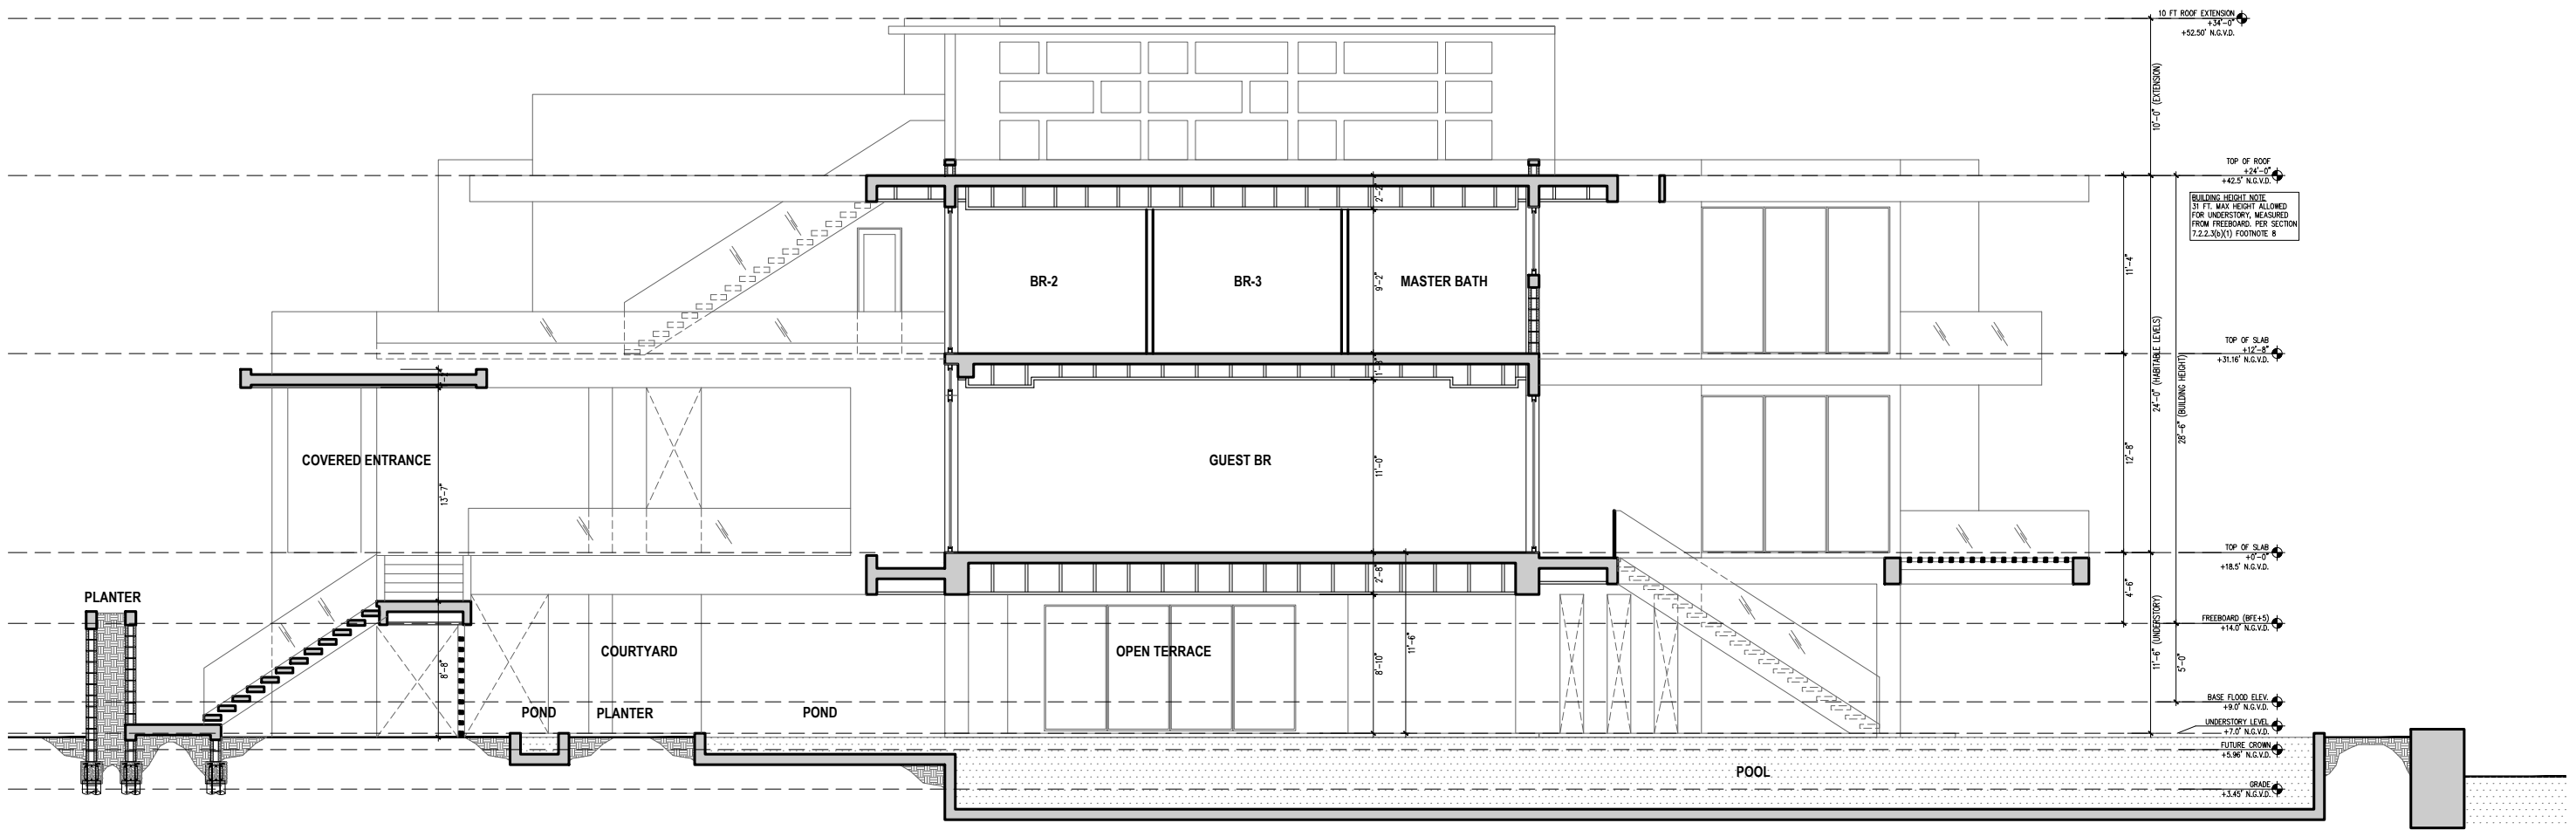 10 FT ROOF EXTENSION
+34'-0"
+52.50' N.G.V.D.
10'-0" (EXTENSION)
TOP OF ROOF
+24'-0"
+42.5' N.G.V.D.
BUILDING HEIGHT NOTE
31 FT. MAX HEIGHT ALLOWED
FOR UNDERSTORY, MEASURED
FROM FREEBOARD. PER SECTION
7.2.2.3(b)(1) FOOTNOTE 8
2'-2"
BR-2
BR-3
MASTER BATH
9'-2"
11'-4"
24'-0" (HABITABLE LEVELS)
28'-6" (BUILDING HEIGHT)
TOP OF SLAB
+12'-8"
+31.16' N.G.V.D.
COVERED ENTRANCE
13'-7"
GUEST BR
11'-0"
12'-8"
TOP OF SLAB
+0'-0"
+18.5' N.G.V.D.
2'-8"
4'-6"
PLANTER
FREEBOARD (BFE+5)
+14.0' N.G.V.D.
8'-8"
COURTYARD
OPEN TERRACE
8'-10"
11'-6"
11'-6" (UNDERSTORY)
5'-0"
BASE FLOOD ELEV.
+9.0' N.G.V.D.
POND
PLANTER
POND
UNDERSTORY LEVEL
+7.0' N.G.V.D.
FUTURE CROWN
+5.96' N.G.V.D.
POOL
GRADE
+3.45' N.G.V.D.